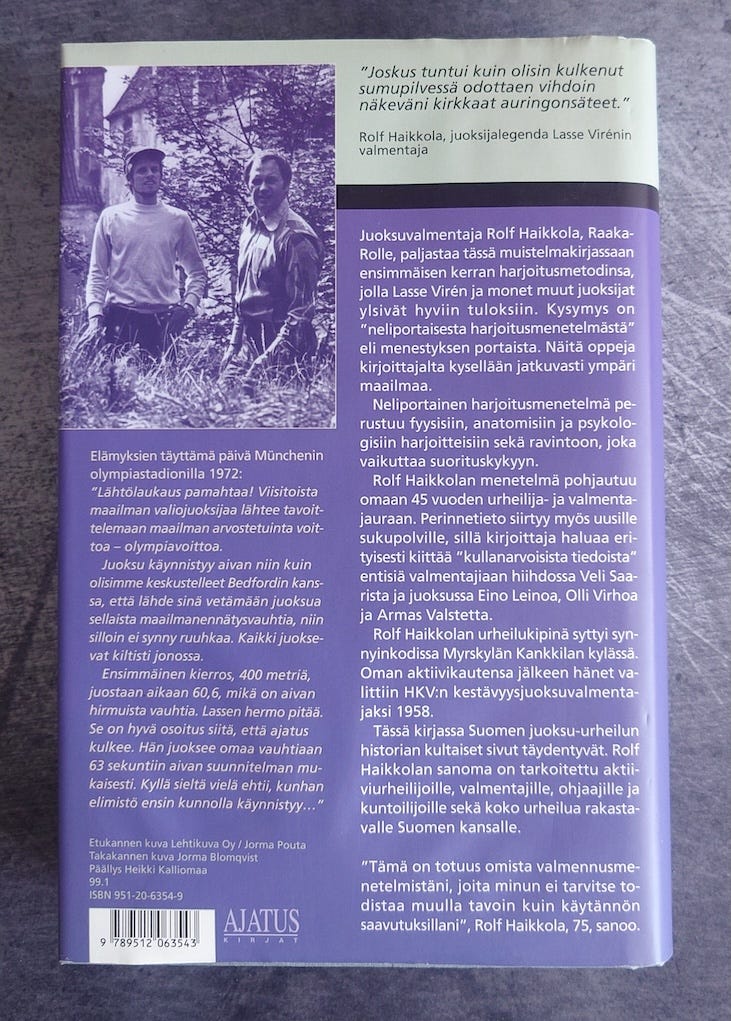 ”Joskus tuntui kuin olisin kulkenut
sumupilvessä odottaen vihdoin
näkeväni kirkkaat auringonsäteet.”
Rolf Haikkola, juoksijalegenda Lasse Virénin
valmentaja
Juoksuvalmentaja Rolf Haikkola, Raaka-
Rolle, paljastaa tässä muistelmakirjassaan
ensimmäisen kerran harjoitusmetodinsa,
jolla Lasse Virén ja monet muut juoksijat
ylsivät hyviin tuloksiin. Kysymys on
”neliportaisesta harjoitusmenetelmästä”
eli menestyksen portaista. Näitä oppeja
kirjoittajalta kysellään jatkuvasti ympäri
maailmaa.
Neliportainen harjoitusmenetelmä pe-
rustuu fyysisiin, anatomisiin ja psykolo-
gisiin harjoitteisiin sekä ravintoon, joka
vaikuttaa suorituskykyyn.
Rolf Haikkolan menetelmä pohjautuu
omaan 45 vuoden urheilija- ja valmenta-
jauraan. Perinnetieto siirtyy myös uusille
sukupolville, sillä kirjoittaja haluaa eri-
tyisesti kiittää ”kullanarvoisista tiedoista”
entisiä valmentajiaan hiihdossa Veli Saa-
rista ja juoksussa Eino Leinoa, Olli Virhoa
ja Armas Valstetta.
Rolf Haikkolan urheilukipinä syttyi syn-
nyinkodissa Myrskylän Kankkilan kylässä.
Oman aktiivikautensa jälkeen hänet va-
littiin HKV:n kestävyysjuoksuvalmenta-
jaksi 1958.
Tässä kirjassa Suomen juoksu-urheilun
historian kultaiset sivut täydentyvät. Rolf
Haikkolan sanoma on tarkoitettu aktii-
viurheilijoille, valmentajille, ohjaajille ja
kuntoilijoille sekä koko urheilua rakasta-
valle Suomen kansalle.
”Tämä on totuus omista valmennusme-
netelmistäni, joita minun ei tarvitse to-
distaa muulla tavoin kuin käytännön
saavutuksillani”, Rolf Haikkola, 75, sanoo.
Elämyksien täyttämä päivä Münchenin
olympiastadionilla 1972:
”Lähtölaukaus pamahtaa! Viisitoista
maailman valiojuoksijaa lähtee tavoit-
telemaan maailman arvostetuinta voit-
toa – olympiavoittoa.
Juoksu käynnistyy aivan niin kuin
olisimme keskustelleet Bedfordin kans-
sa, että lähde sinä vetämään juoksua
sellaista maailmanennätysvauhtia, niin
silloin ei synny ruuhkaa. Kaikki juokse-
vat kiltisti jonossa.
Ensimmäinen kierros, 400 metriä,
juostaan aikaan 60,6, mikä on aivan
hirmuista vauhtia. Lassen hermo pitää.
Se on hyvä osoitus siitä, että ajatus
kulkee. Hän juoksee omaa vauhtiaan
63 sekuntiin aivan suunnitelman mu-
kaisesti. Kyllä sieltä vielä ehtii, kunhan
elimistö ensin kunnolla käynnistyy...”
Etukannen kuva Lehtikuva Oy / Jorma Pouta
Takakannen kuva Jorma Blomqvist
Päällys Heikki Kalliomaa
99.1
ISBN 951-20-6354-9
9 789512 063543
AJATUS
KIRJAT